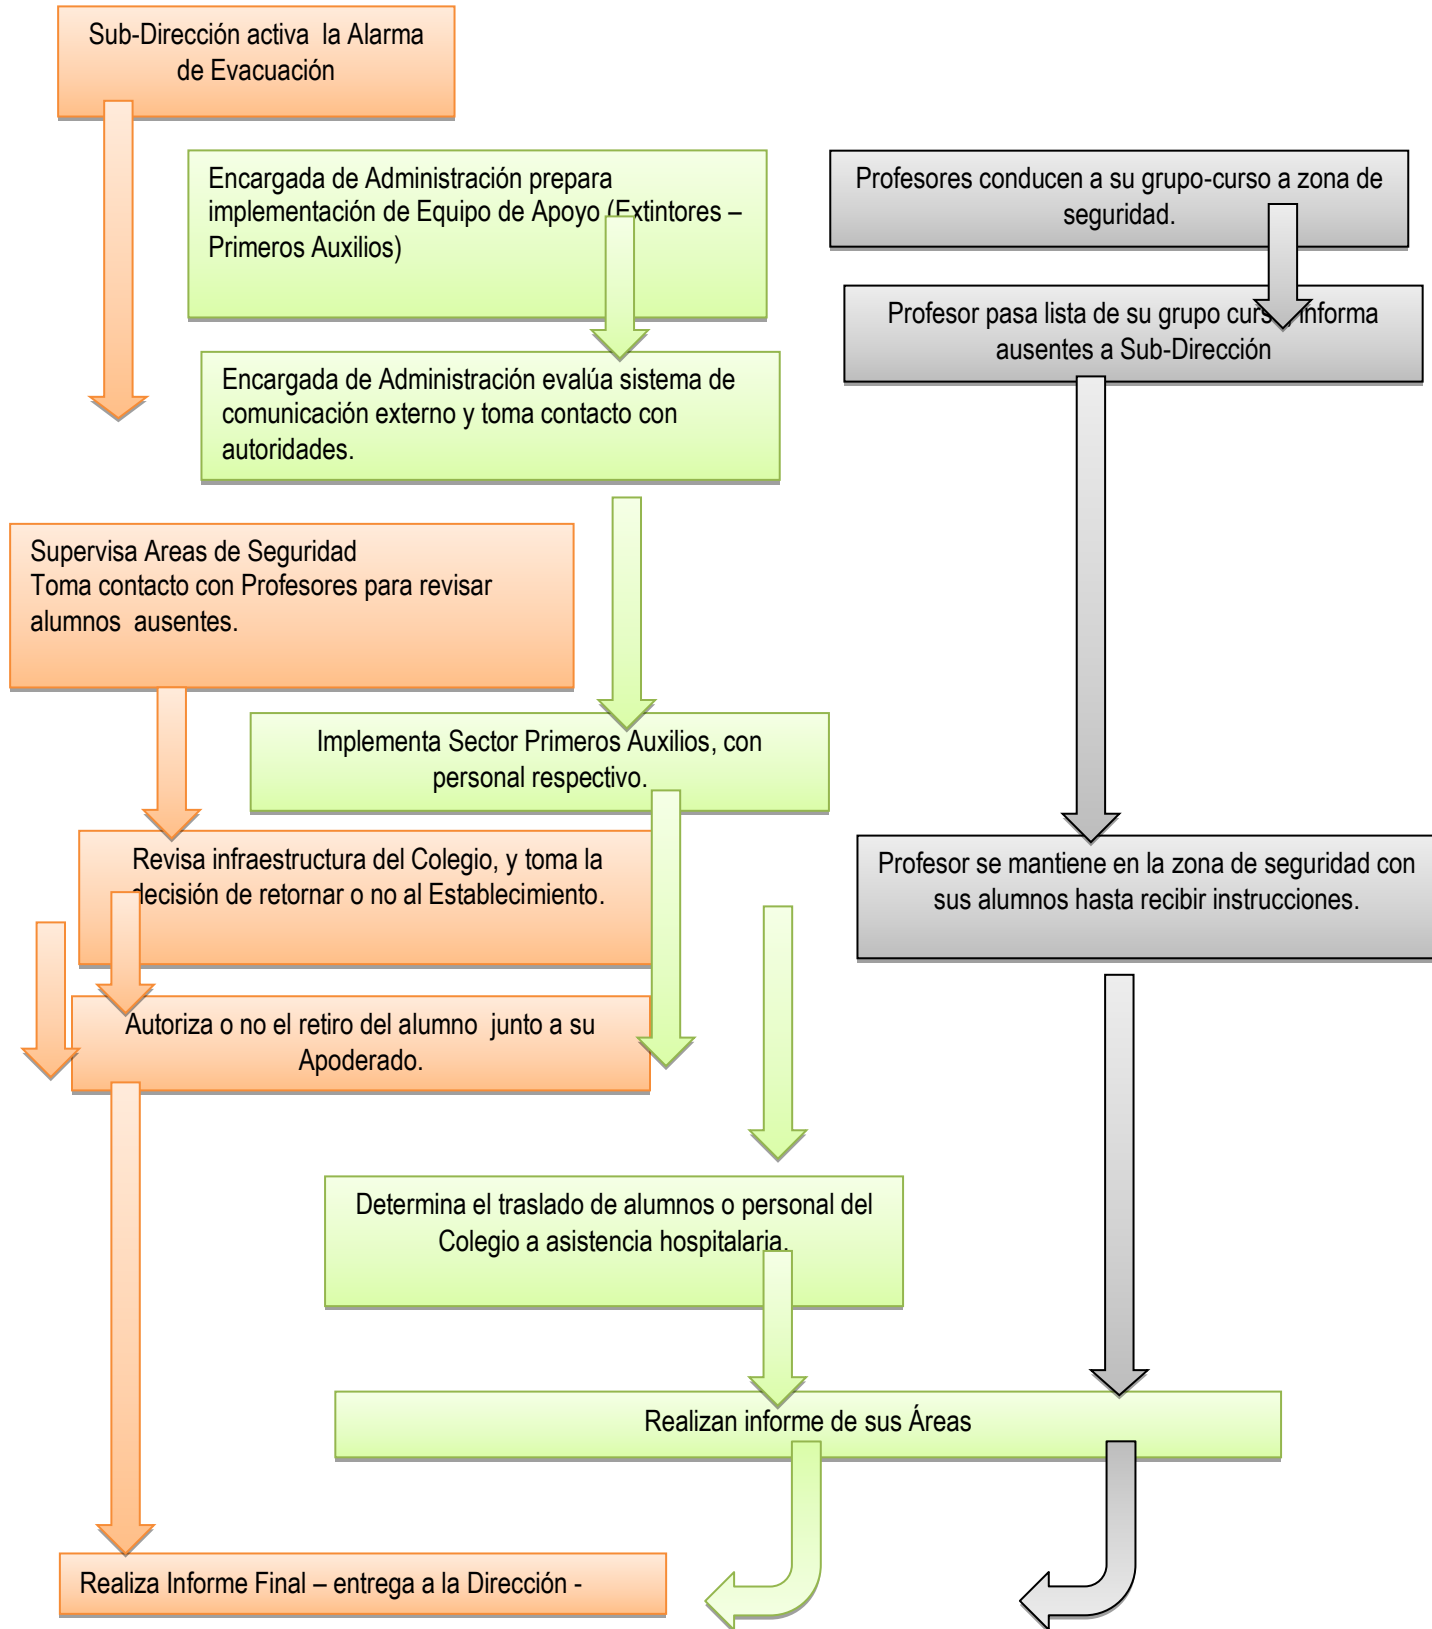 Sub-Dirección activa  la Alarma
de Evacuación
Encargada de Administración prepara
implementación de Equipo de Apoyo (Extintores –
Primeros Auxilios)
Profesores conducen a su grupo-curso a zona de
seguridad.
Profesor pasa lista de su grupo informa
ausentes a Sub-Dirección
Encargada de Administración evalúa sistema de
comunicación externo y toma contacto con
autoridades.
Supervisa Areas de Seguridad
Toma contacto con Profesores para revisar
alumnos  ausentes.
Implementa Sector Primeros Auxilios, con
personal respectivo.
Revisa infraestructura del Colegio, y toma la
decisión de retornar o no al Establecimiento.
Profesor se mantiene en la zona de seguridad con
sus alumnos hasta recibir instrucciones.
Autoriza o no el retiro del alumno  junto a su
Apoderado.
Determina el traslado de alumnos o personal del
Colegio a asistencia hospitalaria.
Realizan informe de sus Áreas
Realiza Informe Final – entrega a la Dirección -